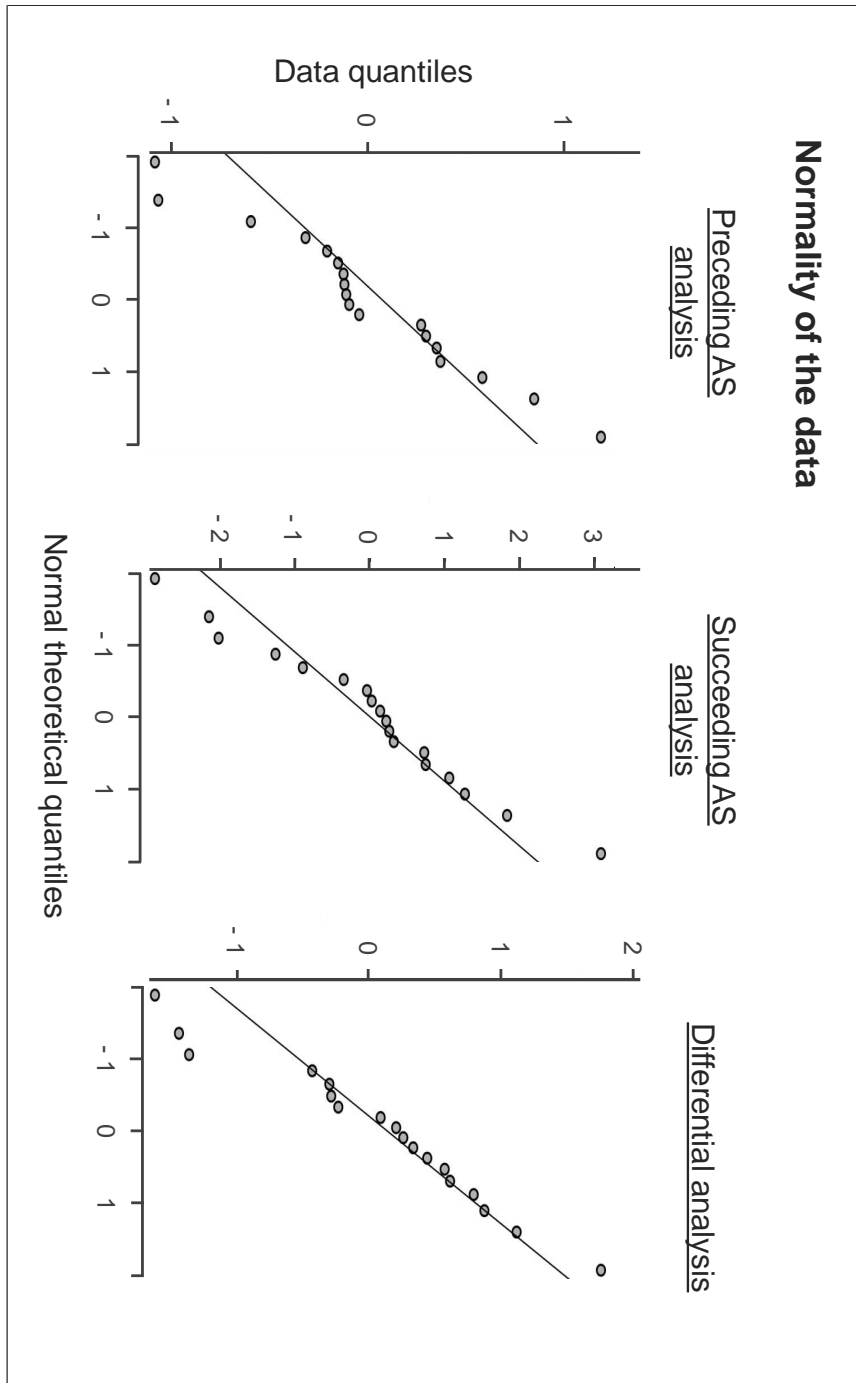 Normality of the data
Preceding AS
analysis
Succeeding AS
analysis
Differential analysis
Data quantiles
1
0
-1
-1
0
1
3
2
1
0
-1
-2
-1
0
1
2
1
0
-1
-1
0
1
Normal theoretical quantiles